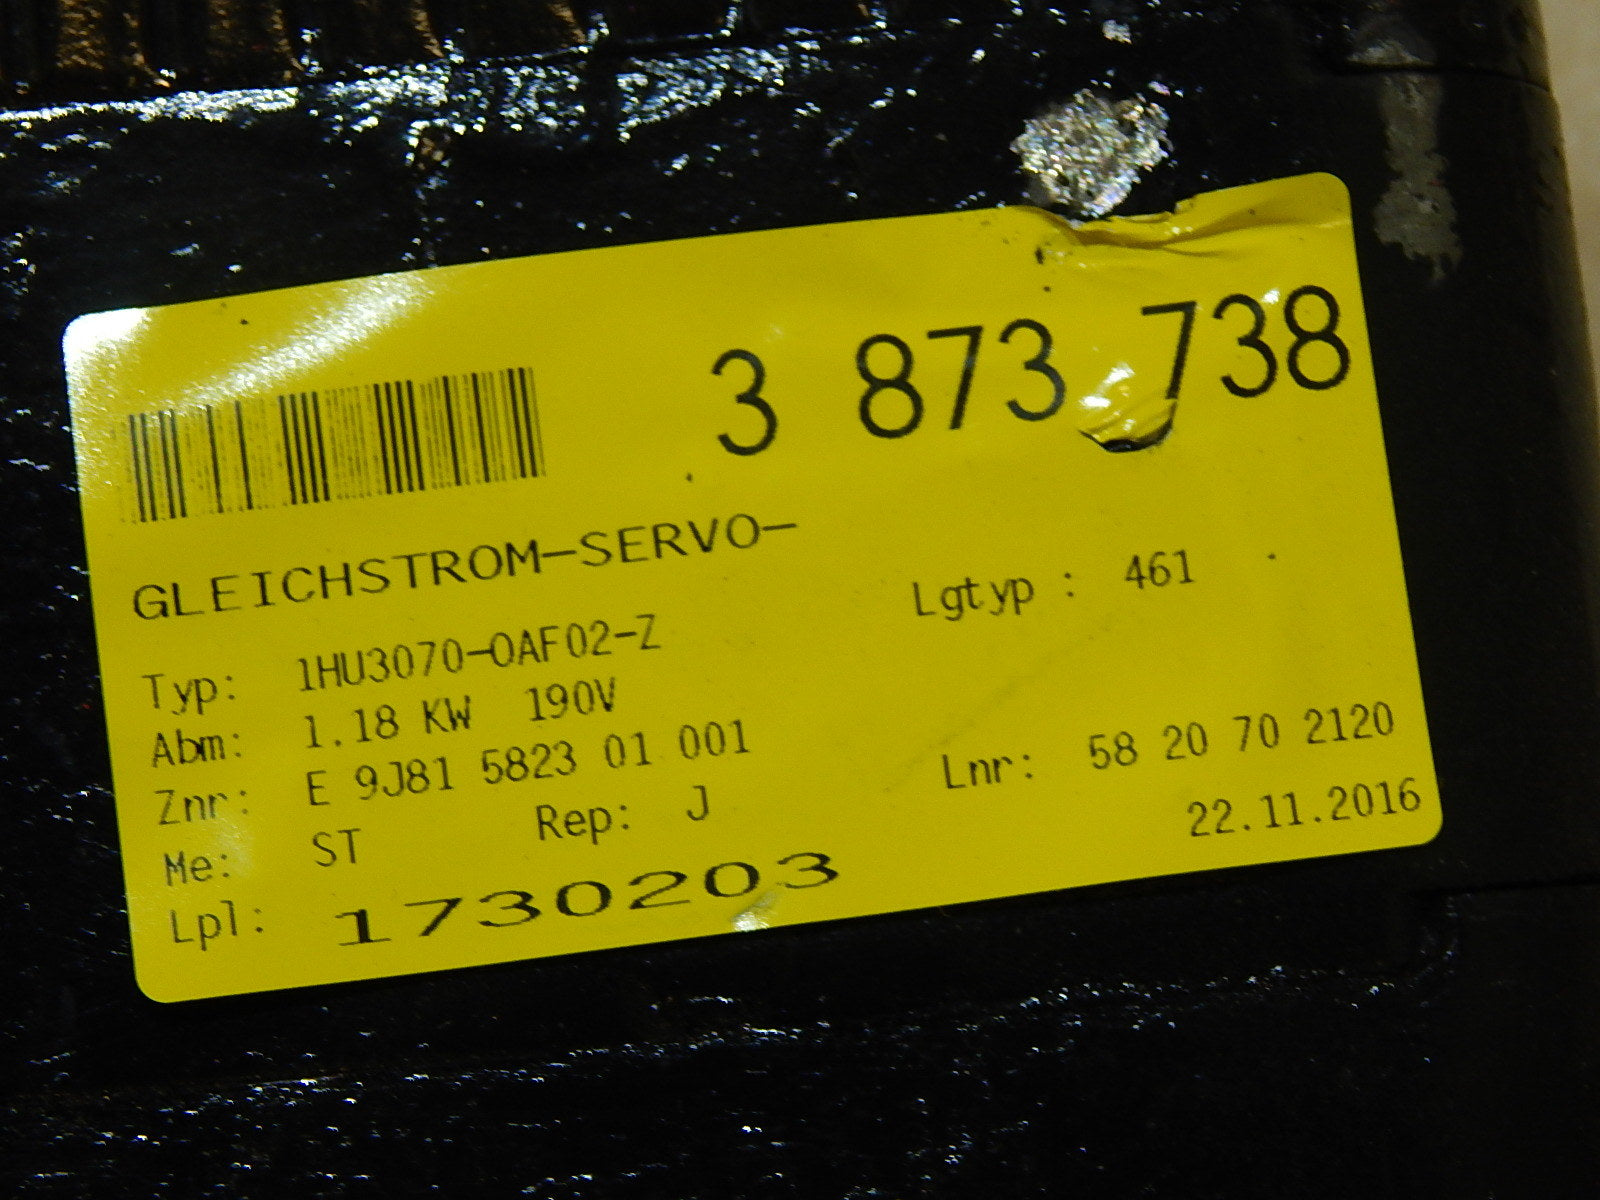 3 873 738
GLEICHSTROM-SERVO-
Lgtyp : 461
Typ: 1HU3070-0AF02-Z
Abm: 1.18 KW 190V
Znr: E 9J81 5823 01 001
Lnr: 58 20 70 2120
Me: ST Rep: J
22.11.2016
Lpl: 1730203